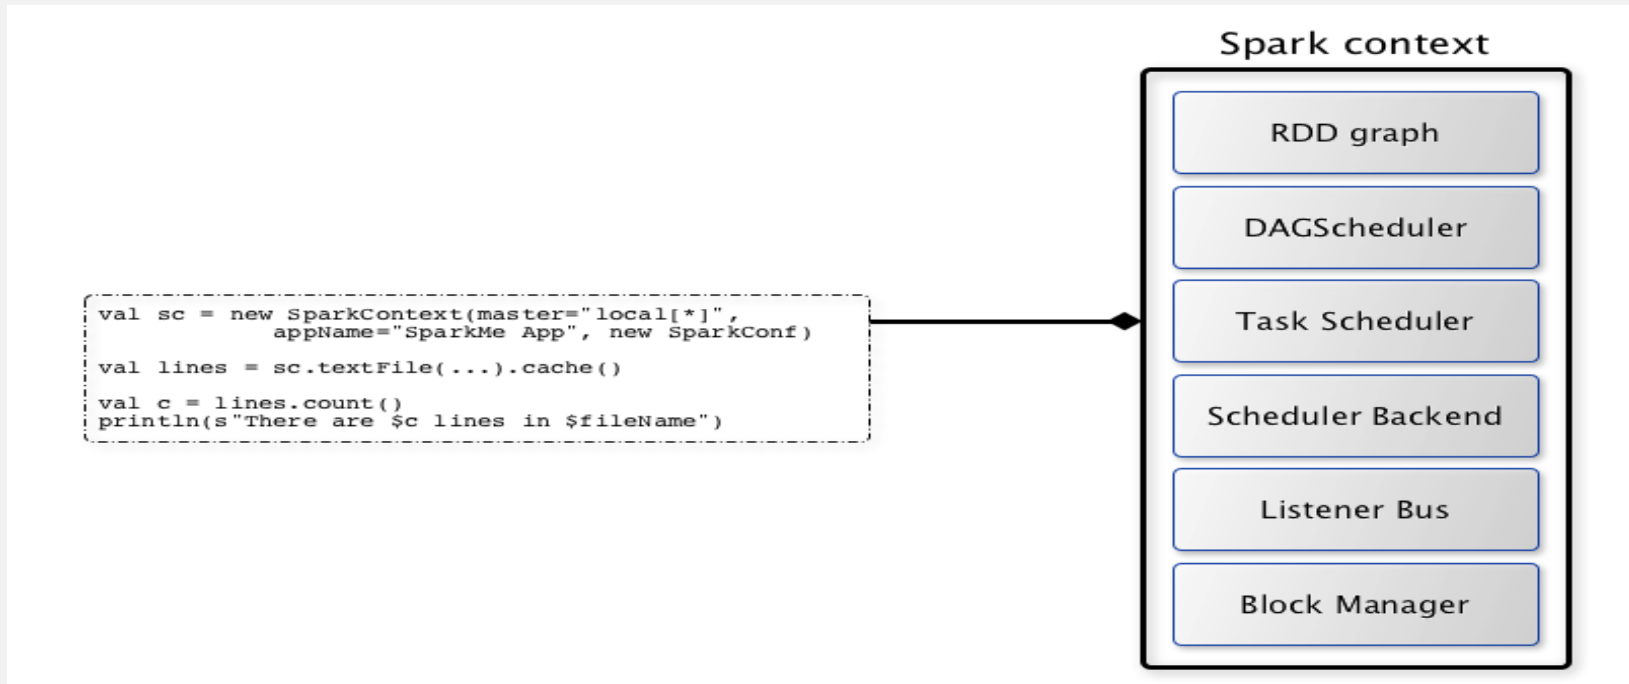 Spark context
RDD graph
DAGScheduler
Task Scheduler
Scheduler Backend
Listener Bus
Block Manager
val sc = new SparkContext(master="local[*]",
appName="SparkMe App", new SparkConf)
val lines = sc.textFile(...).cache()
val c = lines.count()
println(s"There are $c lines in $fileName")